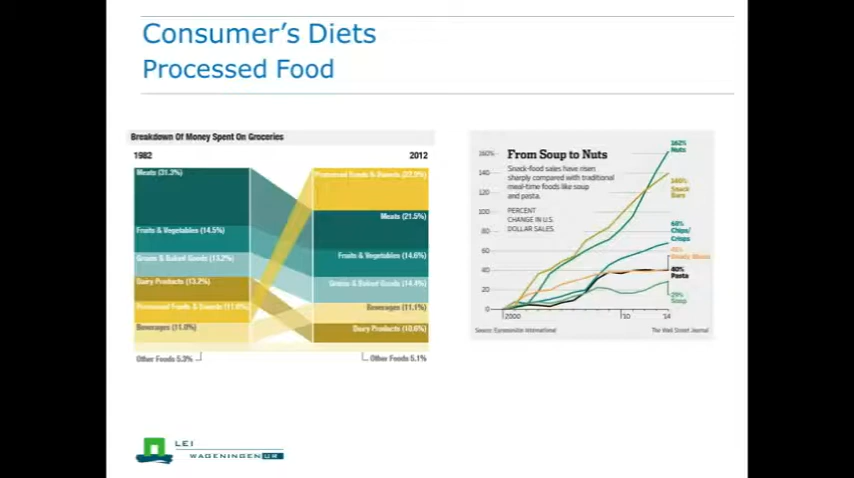 Consumer's Diets
Processed Food
Breakdown Of Money Spent On Groceries
1982
2012
Meats (31.3%)
Fruits & Vegetables (14.5%)
Grains & Baked Goods (13.2%)
Dairy Products (13.2%)
Processed Foods & Sweets (11.6%)
Beverages (11.0%)
Other Foods 5.3%
Processed Foods & Sweets (22.9%)
Meats (21.5%)
Fruits & Vegetables (14.6%)
Grains & Baked Goods (14.4%)
Beverages (11.1%)
Dairy Products (10.6%)
Other Foods 5.1%
From Soup to Nuts
Snack-food sales have risen
sharply compared with traditional
meal-time foods like soup
and pasta.
PERCENT
CHANGE IN U.S.
DOLLAR SALES
160%
140
120
100
80
60
40
20
0
2000
'10
'14
162%
Nuts
140%
Snack
Bars
68%
Chips/
Crisps
Ready Meals
40%
Pasta
29%
Soup
Source: Euromonitor International
The Wall Street Journal
LEI
WAGENINGEN UR